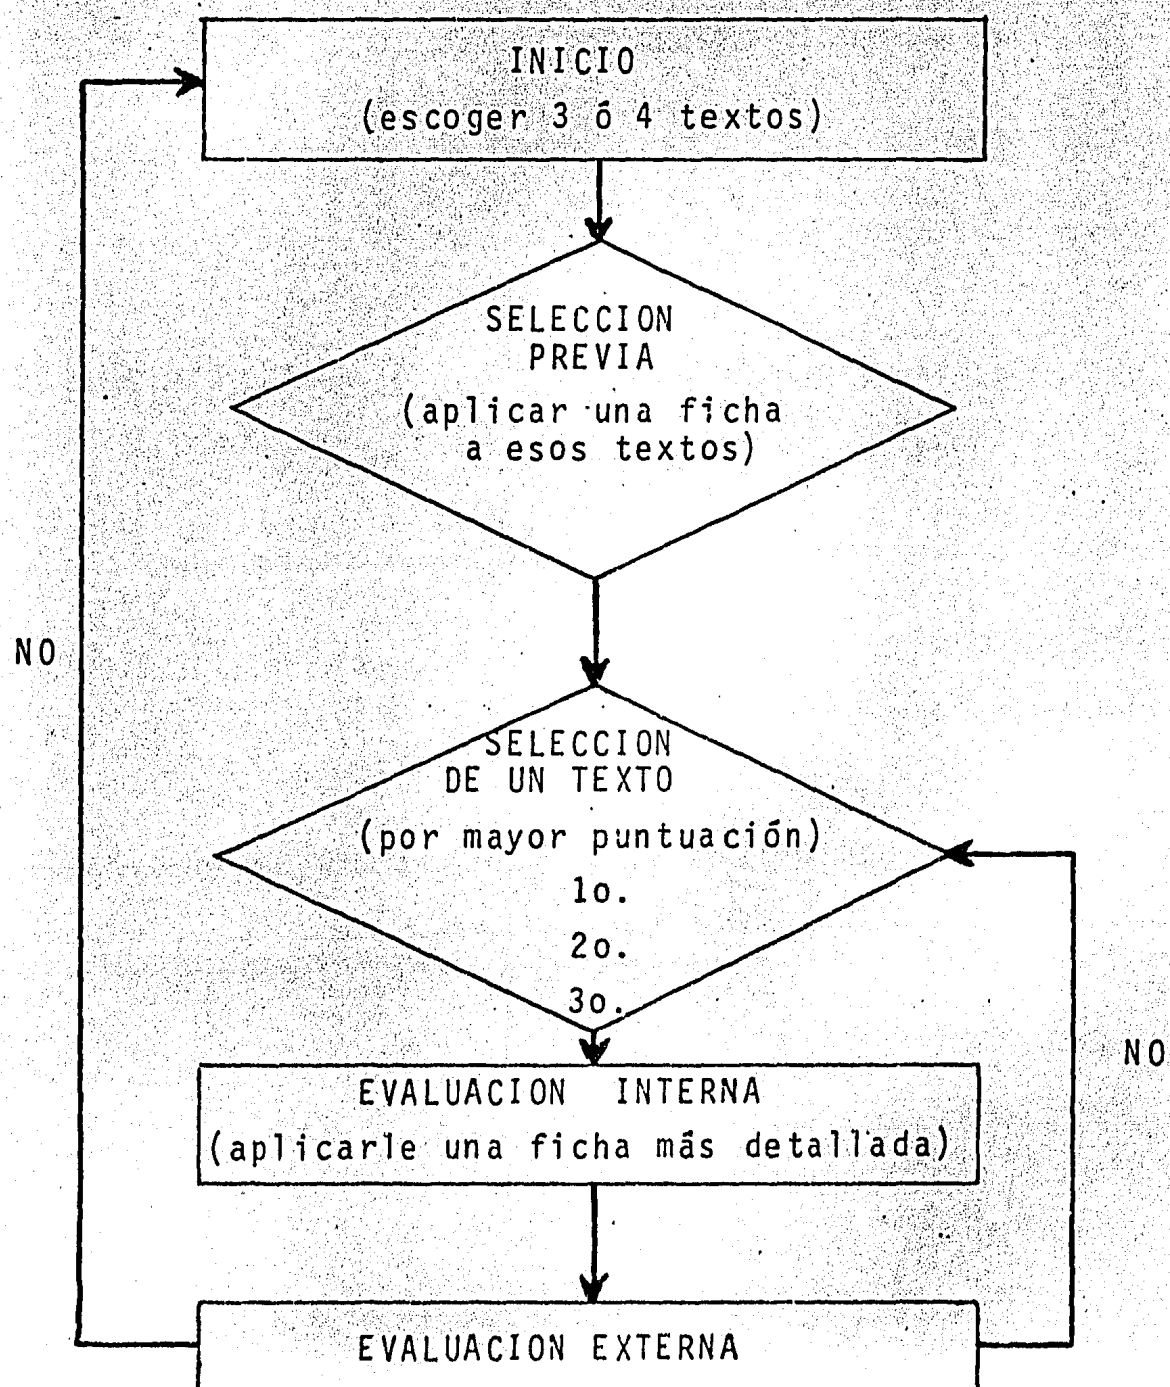 INICIO
(escoger 3 ó 4 textos)
SELECCION
PREVIA
(aplicar una ficha
a esos textos)
NO
SELECCION
DE UN TEXTO
(por mayor puntuación)
1o.
2o.
3o.
NO
EVALUACION INTERNA
(aplicarle una ficha más detallada)
EVALUACION EXTERNA